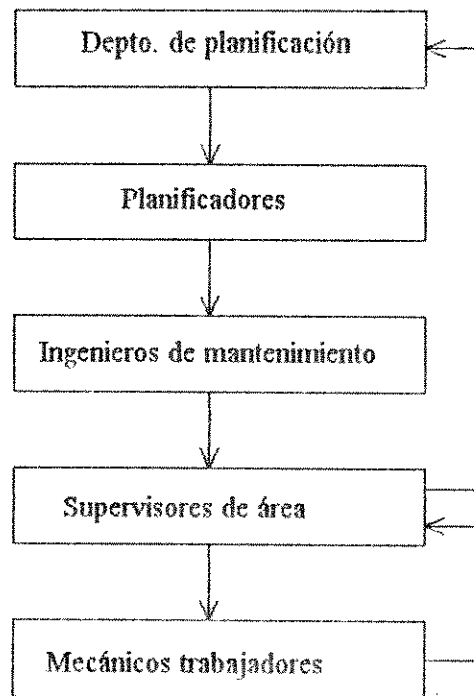 Depto. de planificación
Planificadores
Ingenieros de mantenimiento
Supervisores de área
Mecánicos trabajadores